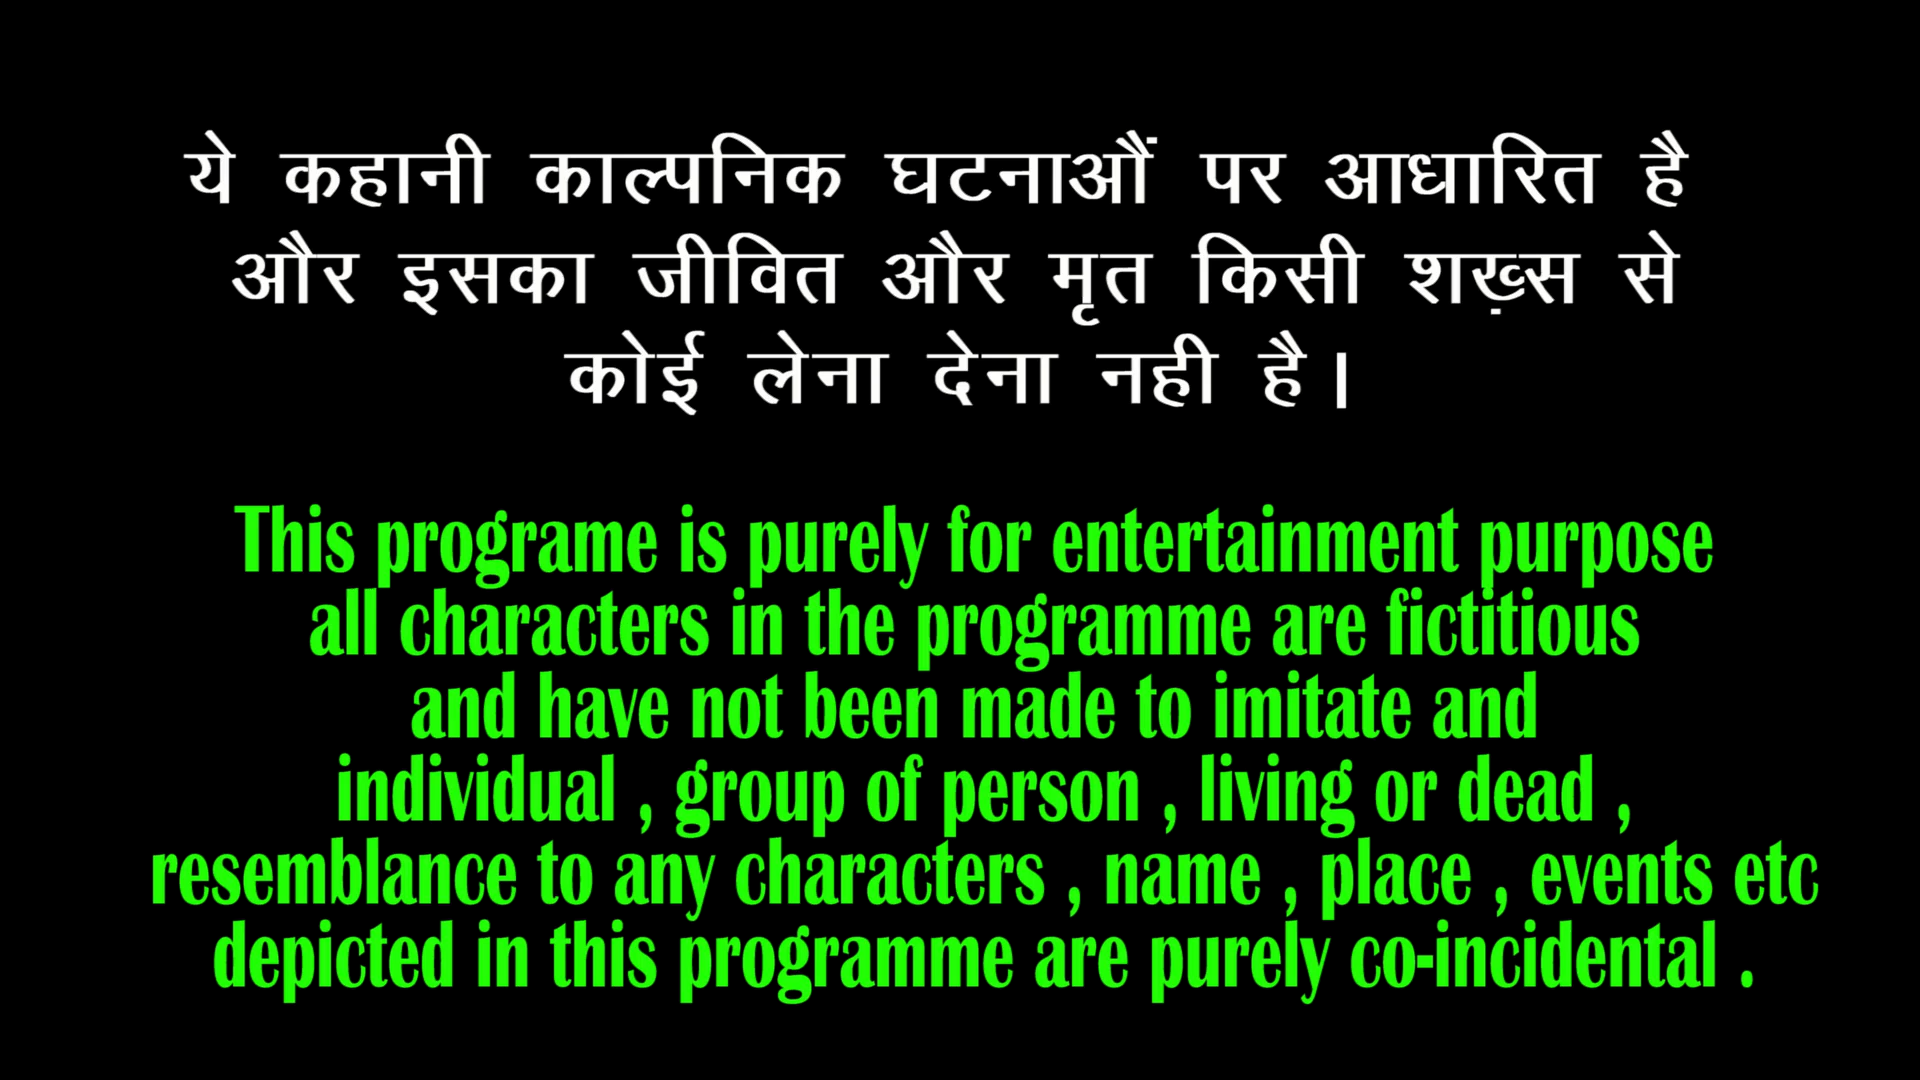 ये कहानी काल्पनिक घटनाओं पर आधारित है
और इसका जीवित और मृत किसी शख़्स से
कोई लेना देना नही है।
This programe is purely for entertainment purpose
all characters in the programme are fictitious
and have not been made to imitate and
individual , group of person , living or dead ,
resemblance to any characters , name , place , events etc
depicted in this programme are purely co-incidental .